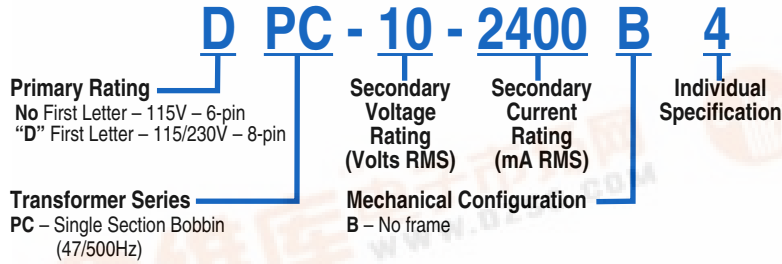 D PC - 10 - 2400 B 4
Primary Rating
No First Letter – 115V – 6-pin
"D" First Letter – 115/230V – 8-pin
Secondary
Voltage
Rating
(Volts RMS)
Secondary
Current
Rating
(mA RMS)
Individual
Specification
Transformer Series
PC – Single Section Bobbin
(47/500Hz)
Mechanical Configuration
B – No frame